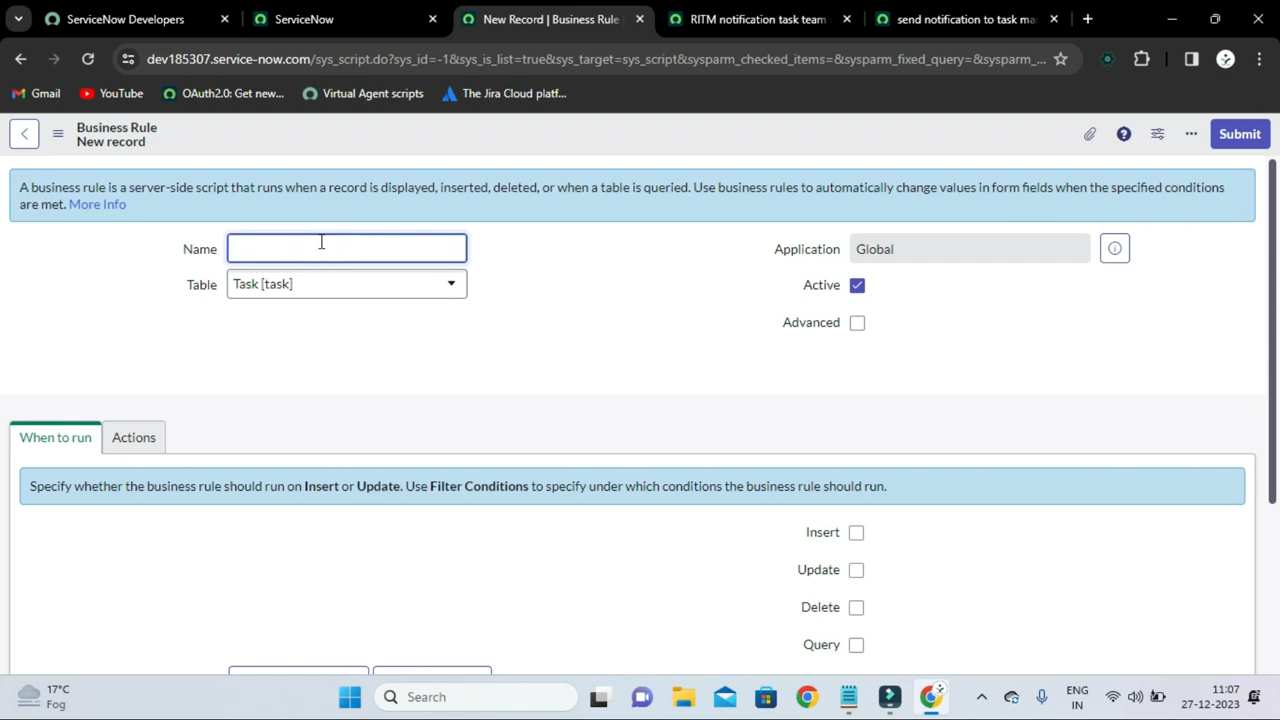 ServiceNow Developers
ServiceNow
New Record | Business Rule
RITM notification task team
send notification to task ma
dev185307.service-now.com/sys_script.do?sys_id=-1&sys_is_list=true&sys_target=sys_script&sysparm_checked_items=&sysparm_fixed_query=&sysparm_...
Gmail
YouTube
OAuth2.0: Get new...
Virtual Agent scripts
The Jira Cloud platf...
Business Rule
New record
Submit
A business rule is a server-side script that runs when a record is displayed, inserted, deleted, or when a table is queried. Use business rules to automatically change values in form fields when the specified conditions
are met. More Info
Name
Application
Global
Table
Task [task]
Active
Advanced
When to run
Actions
Specify whether the business rule should run on Insert or Update. Use Filter Conditions to specify under which conditions the business rule should run.
Insert
Update
Delete
Query
17°C
Fog
Search
ENG
IN
11:07
27-12-2023